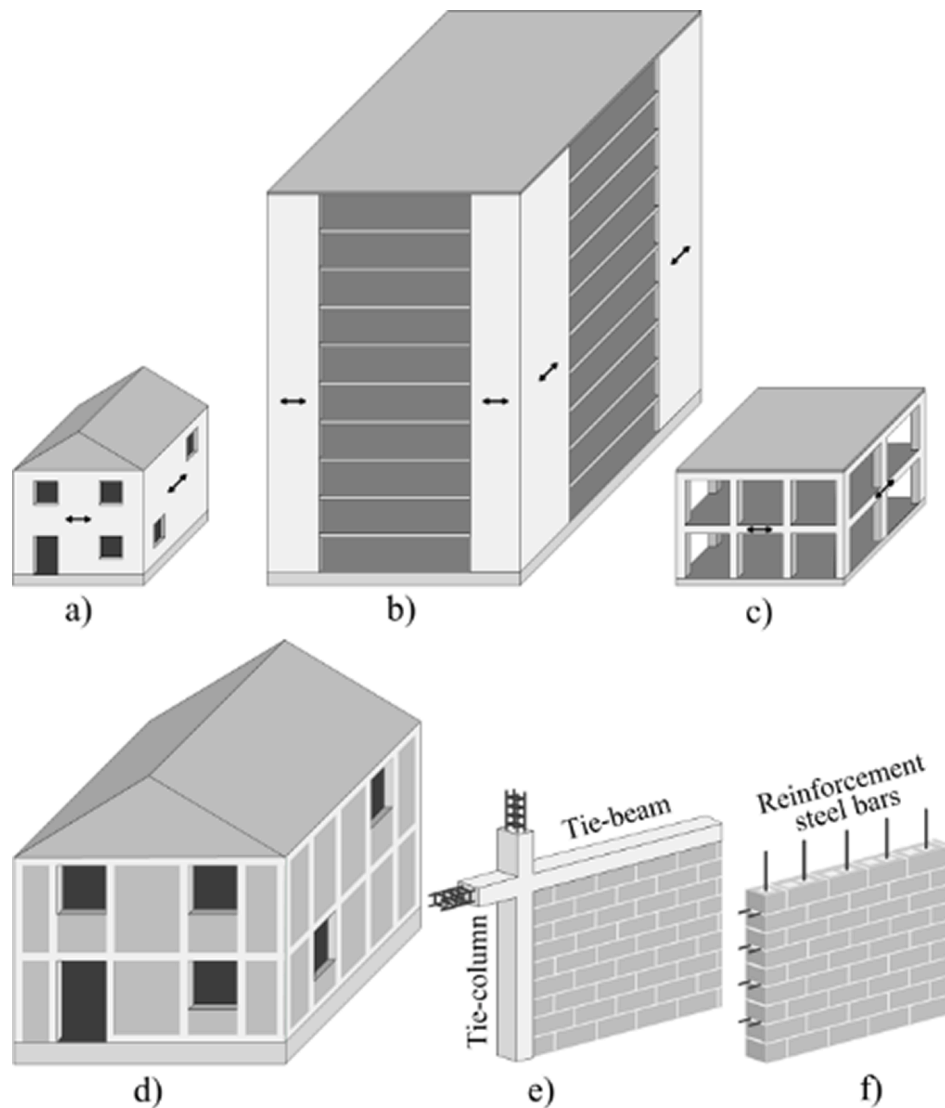 a)
b)
c)
Tie-beam
Tie-column
Reinforcement
steel bars
d)
e)
f)